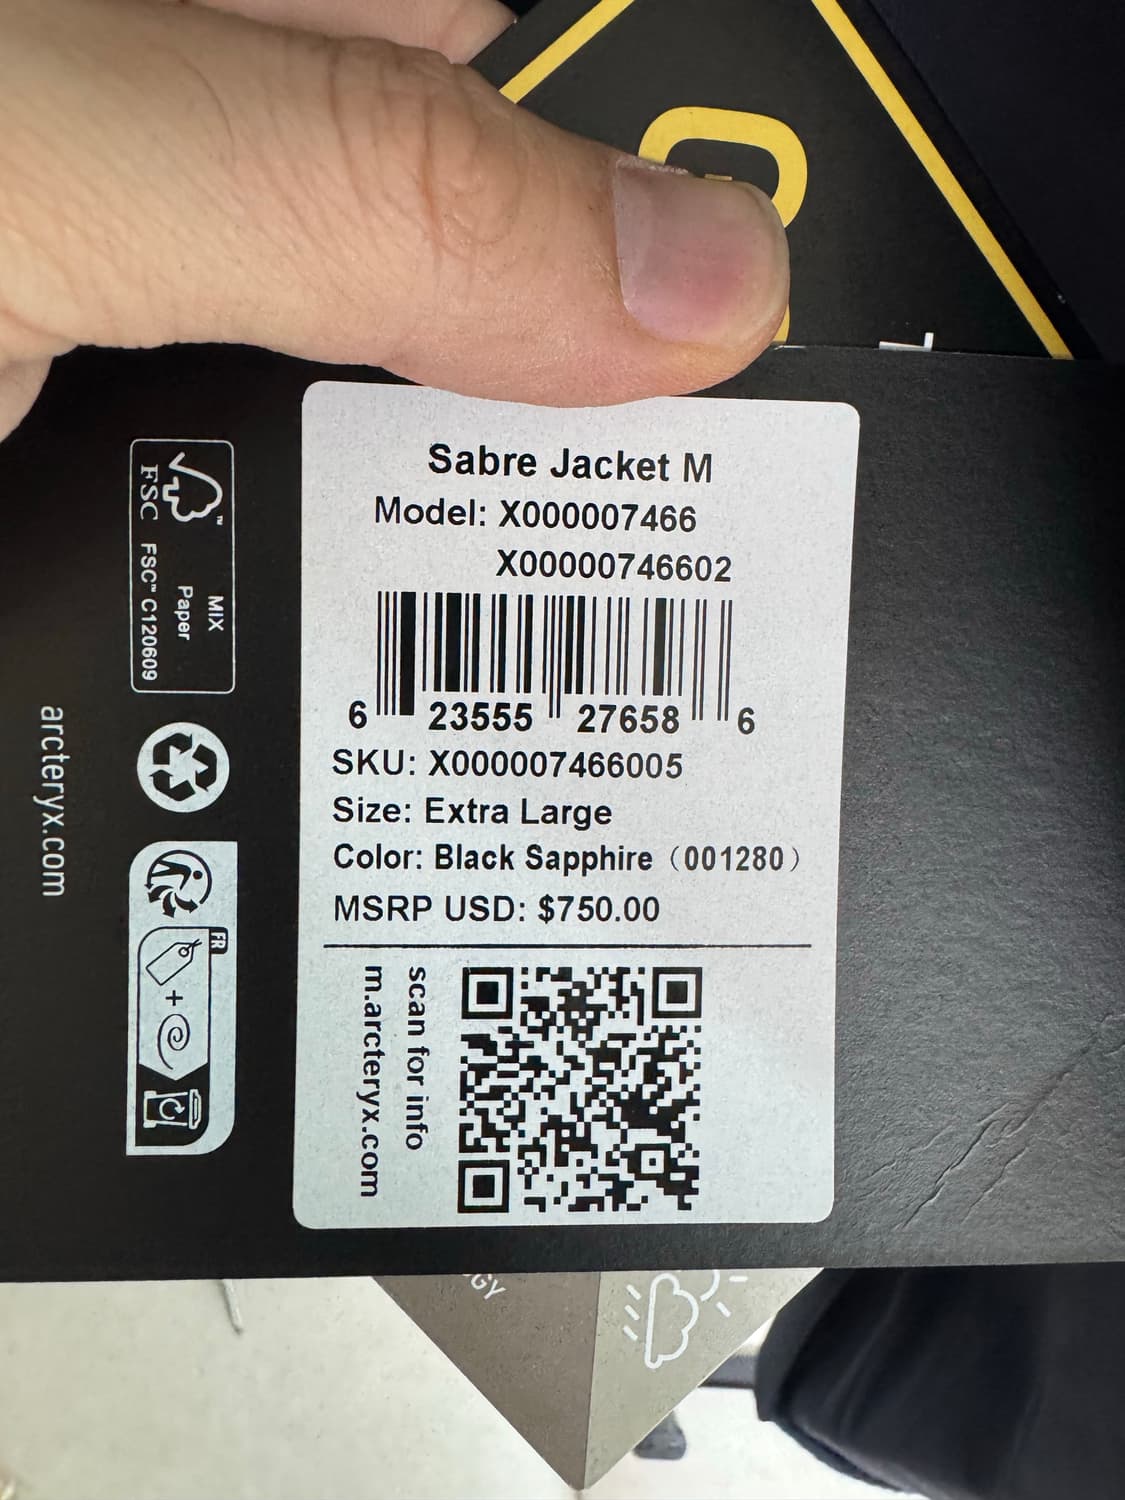 Sabre Jacket M
Model: X000007466
X00000746602
6 23555 27658 6
SKU: X000007466005
Size: Extra Large
Color: Black Sapphire（001280）
MSRP USD: $750.00
scan for info
m.arcteryx.com
FSC™
MIX
Paper
FSC™ C120609
arcteryx.com
FR